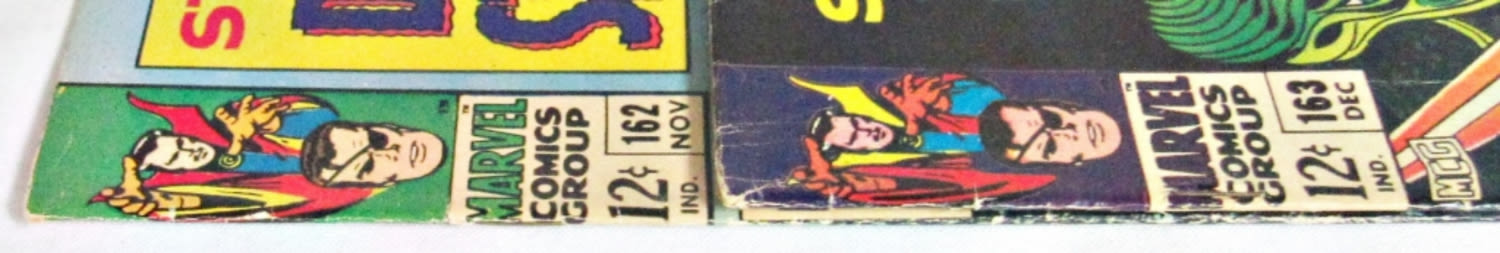 MARVEL
COMICS
GROUP
12¢
IND.
162
NOV
MARVEL
COMICS
GROUP
12¢
IND.
163
DEC
MCG